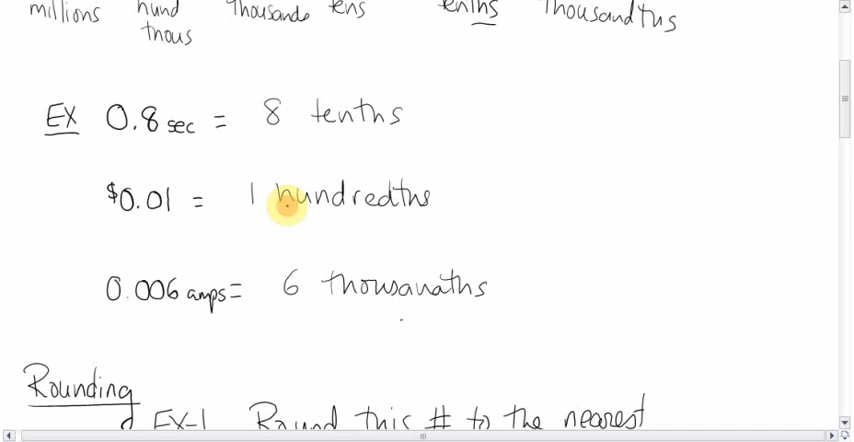 millions hund thousands tens tenths thousandths
thous
EX 0.8 sec = 8 tenths
$0.01 = 1 hundredths
0.006 amps = 6 thousandths
Rounding
EX-1 Round this # to the nearest